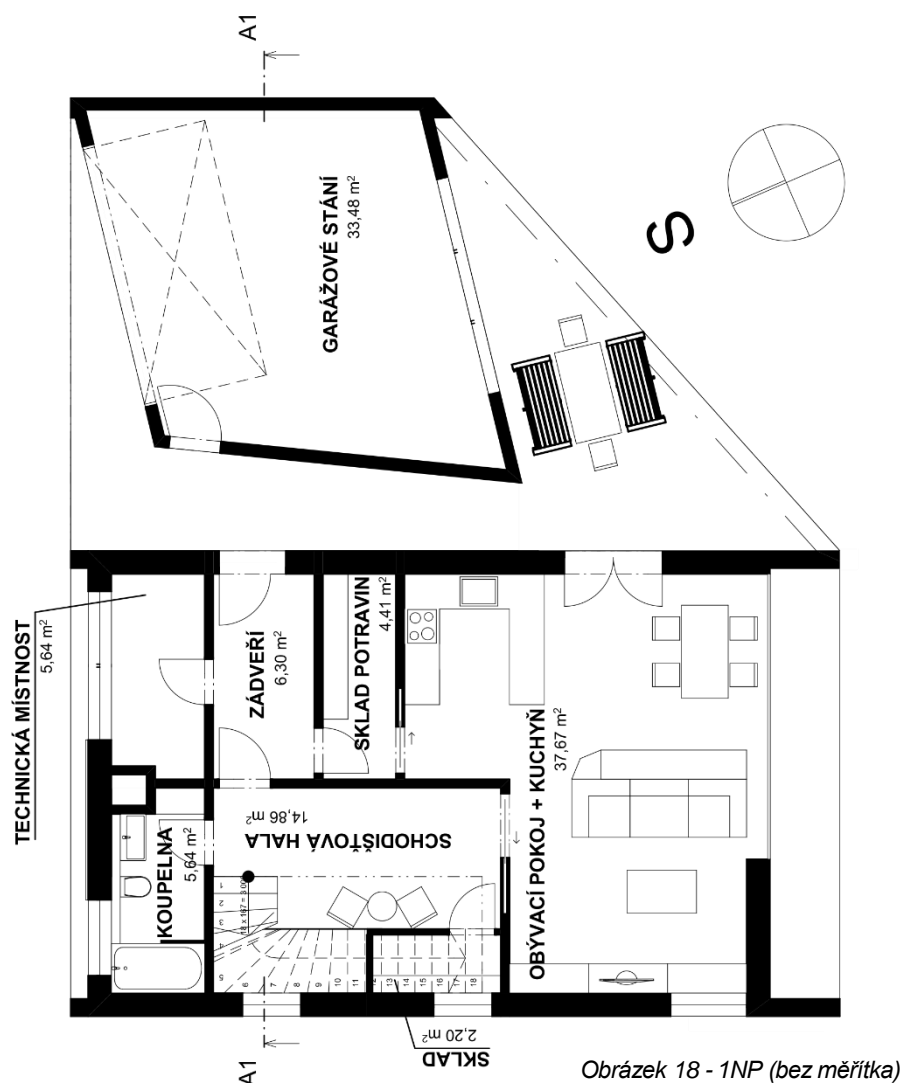 A1
GARÁŽOVÉ STÁNÍ
33,48 m²
S
TECHNICKÁ MÍSTNOST
5,64 m²
ZÁDVEŘÍ
6,30 m²
SKLAD POTRAVIN
4,41 m²
KOUPELNA
5,64 m²
SCHODIŠŤOVÁ HALA
14,86 m²
OBÝVACÍ POKOJ + KUCHYŇ
37,67 m²
1
2
3
4
5
6
7
8
9
10
11
12
13
14
15
16
17
18
SKLAD
2,20 m²
A1
Obrázek 18 - 1NP (bez měřítka)